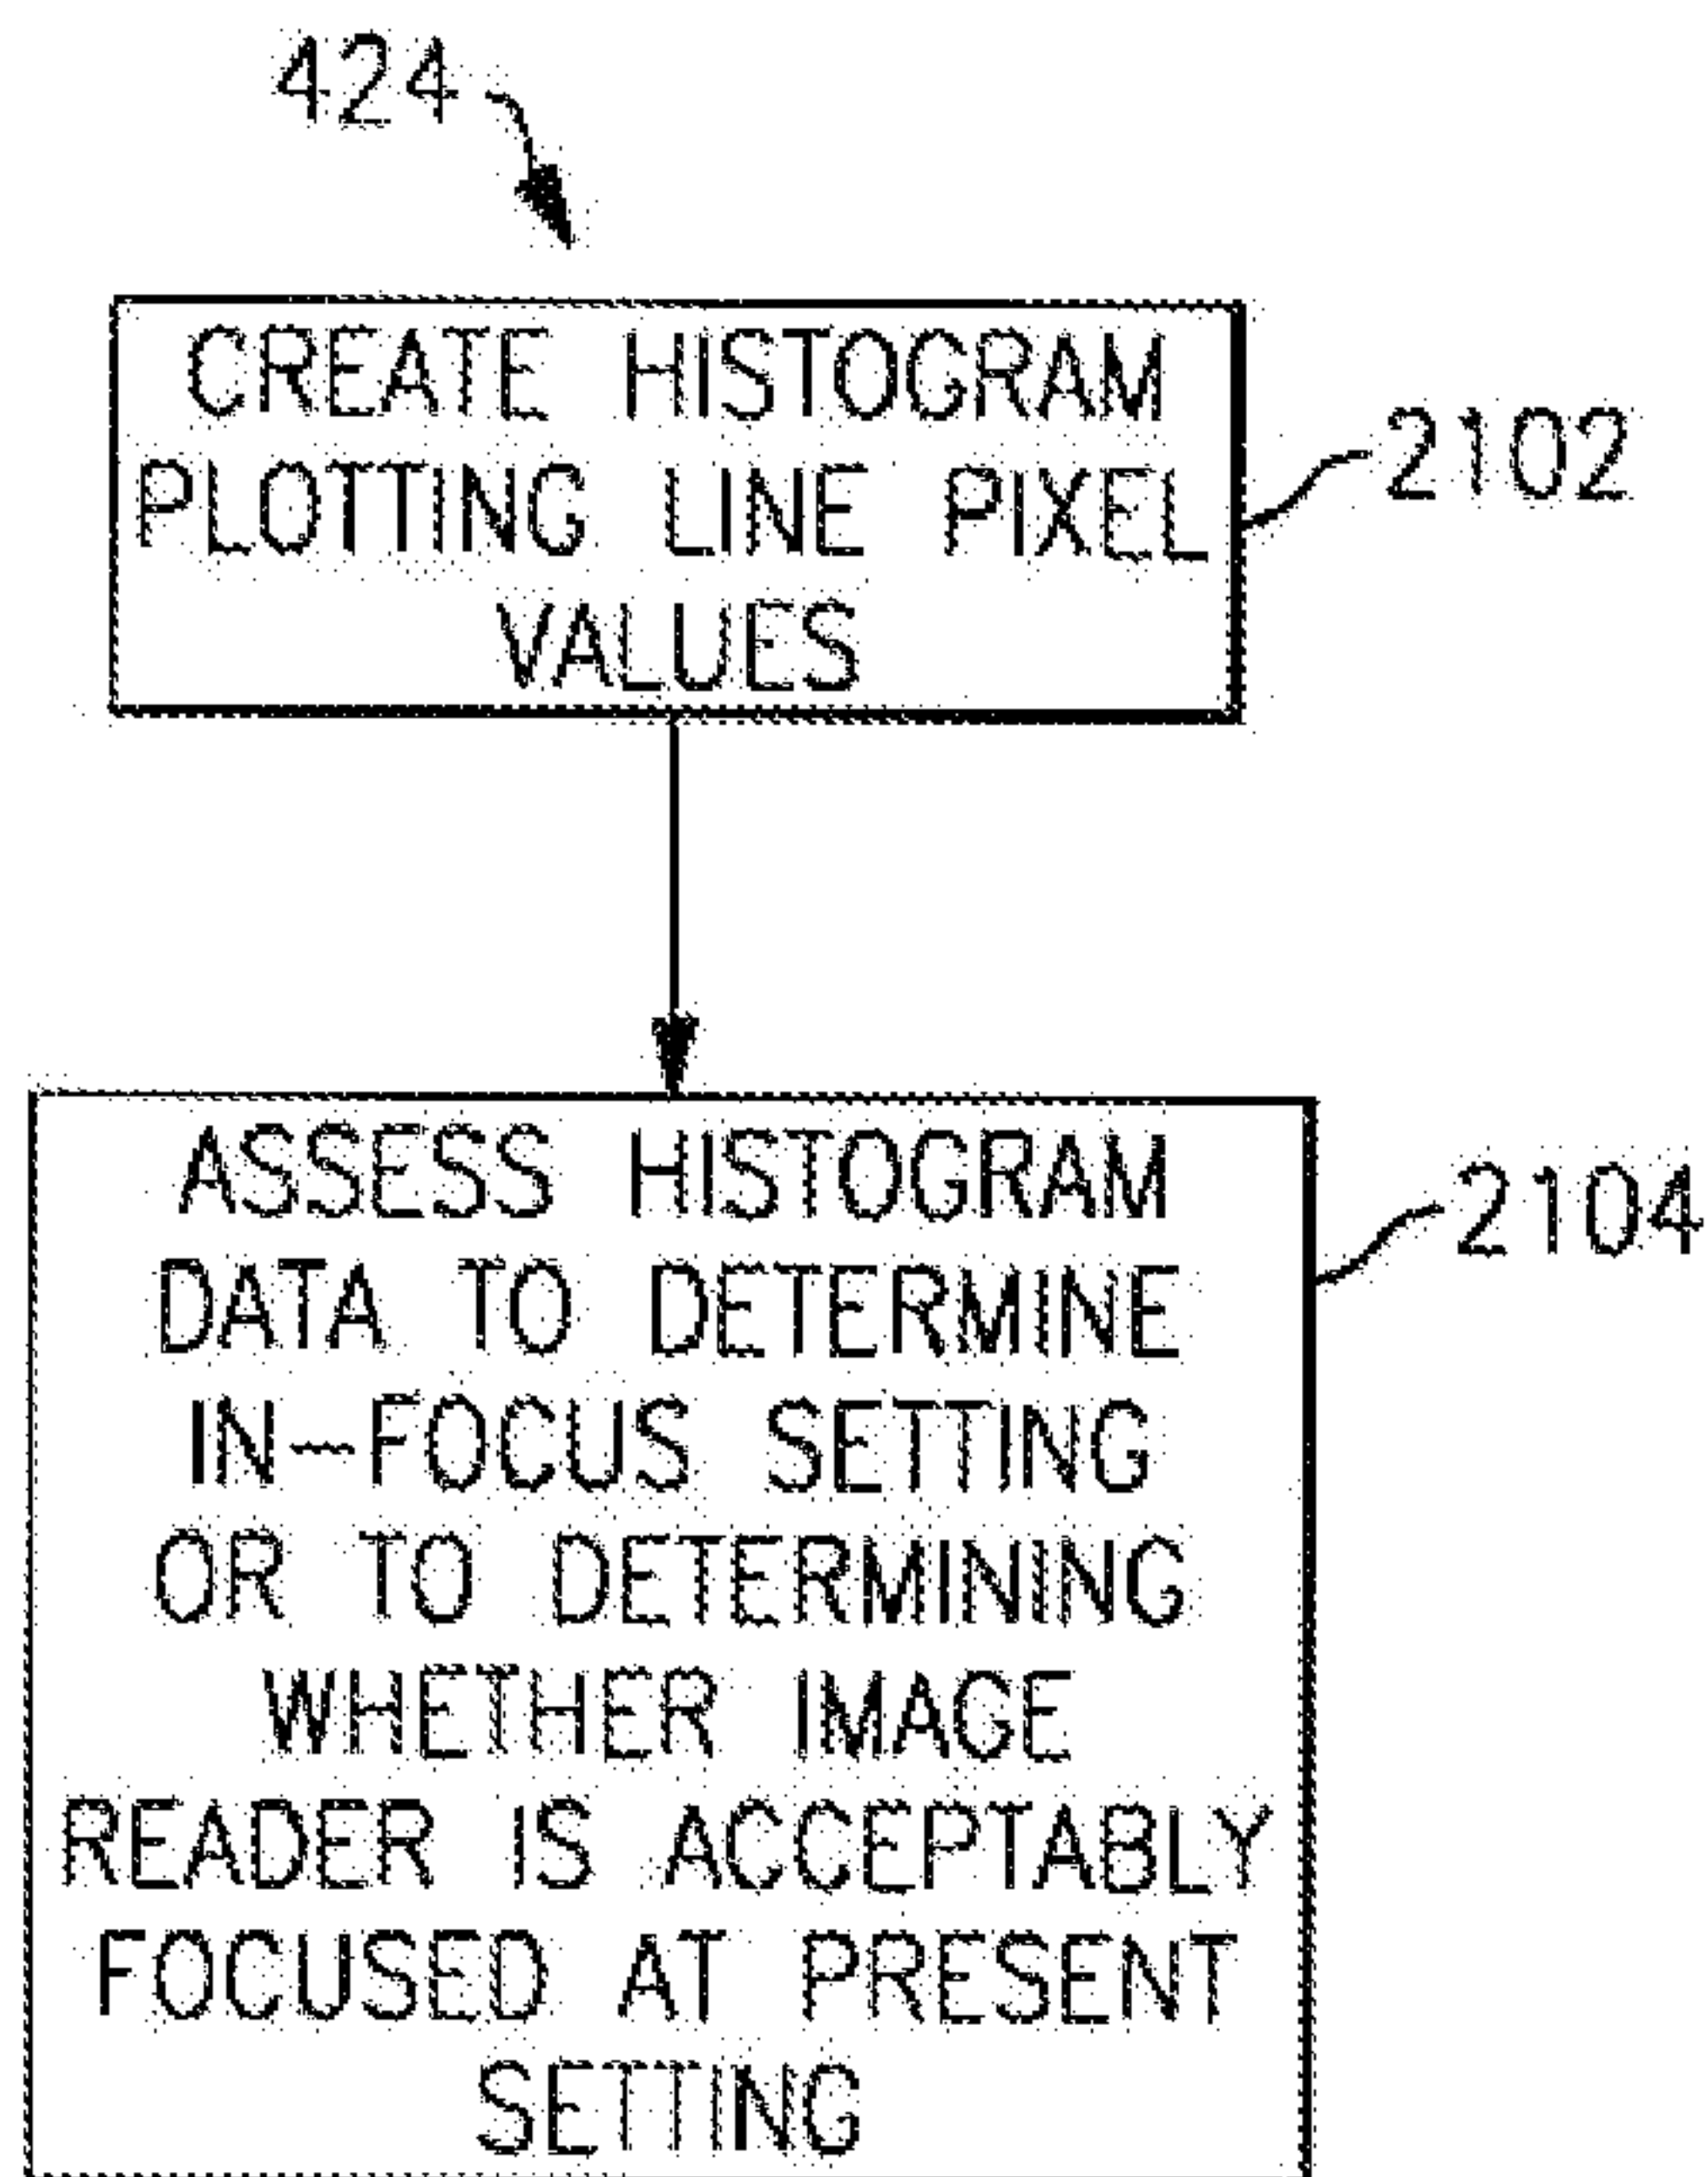 424
CREATE HISTOGRAM
PLOTTING LINE PIXEL
VALUES
2102
ASSESS HISTOGRAM
DATA TO DETERMINE
IN-FOCUS SETTING
OR TO DETERMINING
WHETHER IMAGE
READER IS ACCEPTABLY
FOCUSED AT PRESENT
SETTING
2104